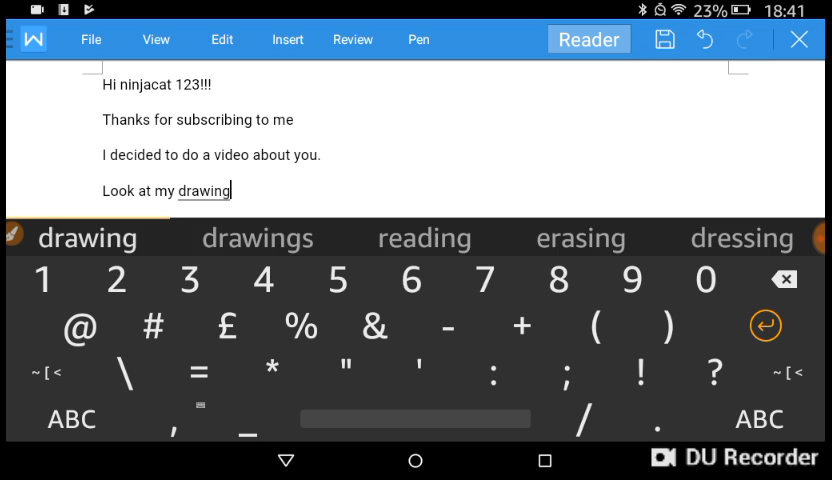 23% 18:41
File View Edit Insert Review Pen Reader
Hi ninjacat 123!!!
Thanks for subscribing to me
I decided to do a video about you.
Look at my drawing
drawing drawings reading erasing dressing
1 2 3 4 5 6 7 8 9 0
@ # £ % & - + ( )
~ [ < \ = * " ' : ; ! ? ~ [ <
ABC , _ / . ABC
DU Recorder